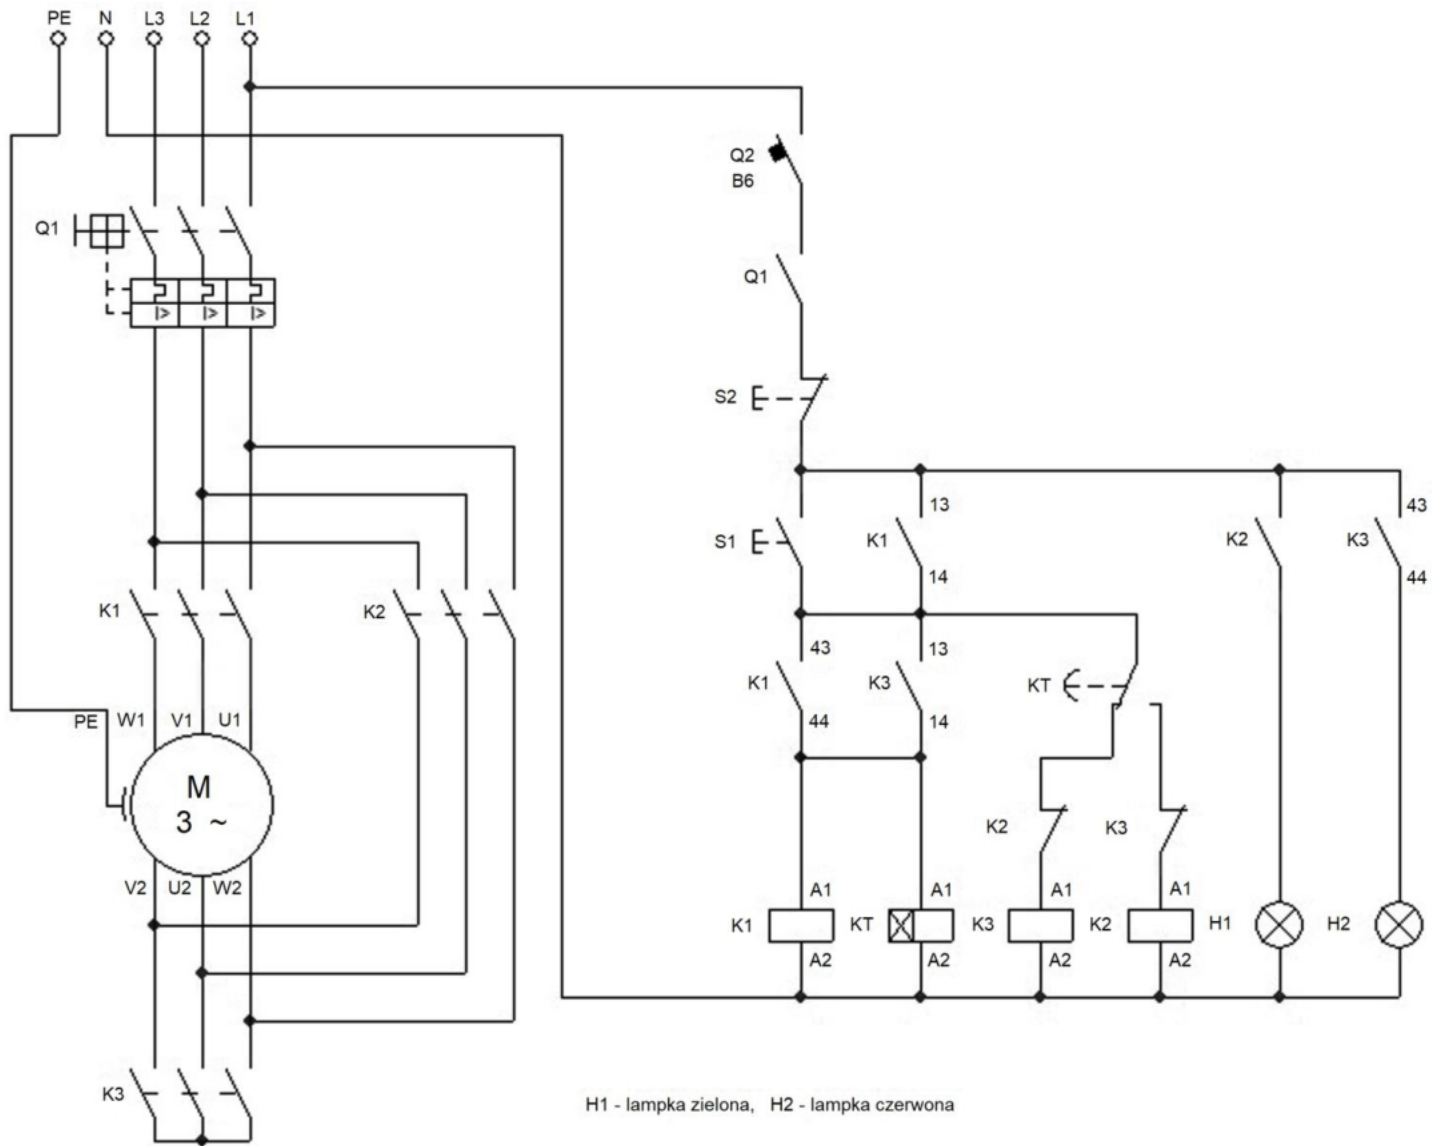 PE N L3 L2 L1
Q2
B6
Q1
Q1
I> I> I>
S2
13 43
S1 K1 K2 K3
14 44
K1 K2
43 13
K1 K3 KT
44 14
PE W1 V1 U1
M
3 ~
K2 K3
V2 U2 W2
A1 A1 A1 A1
K1 KT K3 K2 H1 H2
A2 A2 A2 A2
K3
H1 - lampka zielona, H2 - lampka czerwona